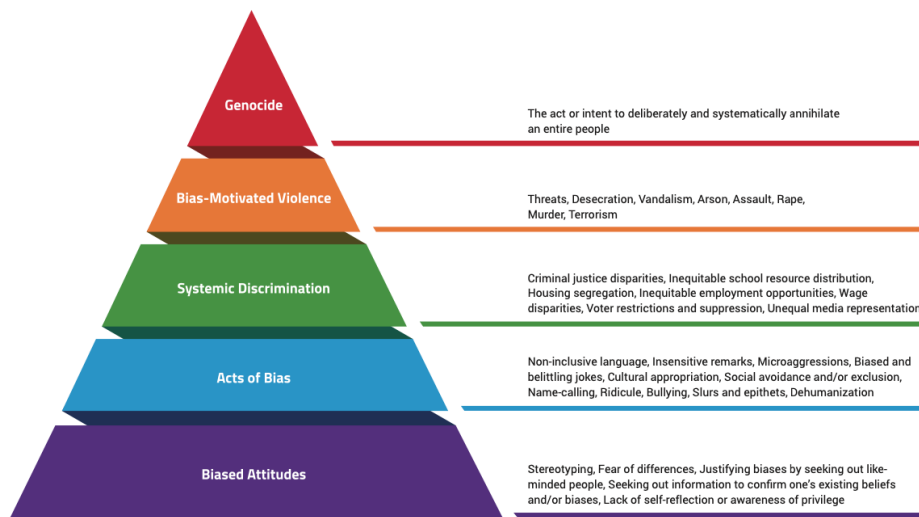 Genocide
The act or intent to deliberately and systematically annihilate
an entire people
Bias-Motivated Violence
Threats, Desecration, Vandalism, Arson, Assault, Rape,
Murder, Terrorism
Systemic Discrimination
Criminal justice disparities, Inequitable school resource distribution,
Housing segregation, Inequitable employment opportunities, Wage
disparities, Voter restrictions and suppression, Unequal media representation
Acts of Bias
Non-inclusive language, Insensitive remarks, Microaggressions, Biased and
belittling jokes, Cultural appropriation, Social avoidance and/or exclusion,
Name-calling, Ridicule, Bullying, Slurs and epithets, Dehumanization
Biased Attitudes
Stereotyping, Fear of differences, Justifying biases by seeking out like-
minded people, Seeking out information to confirm one's existing beliefs
and/or biases, Lack of self-reflection or awareness of privilege